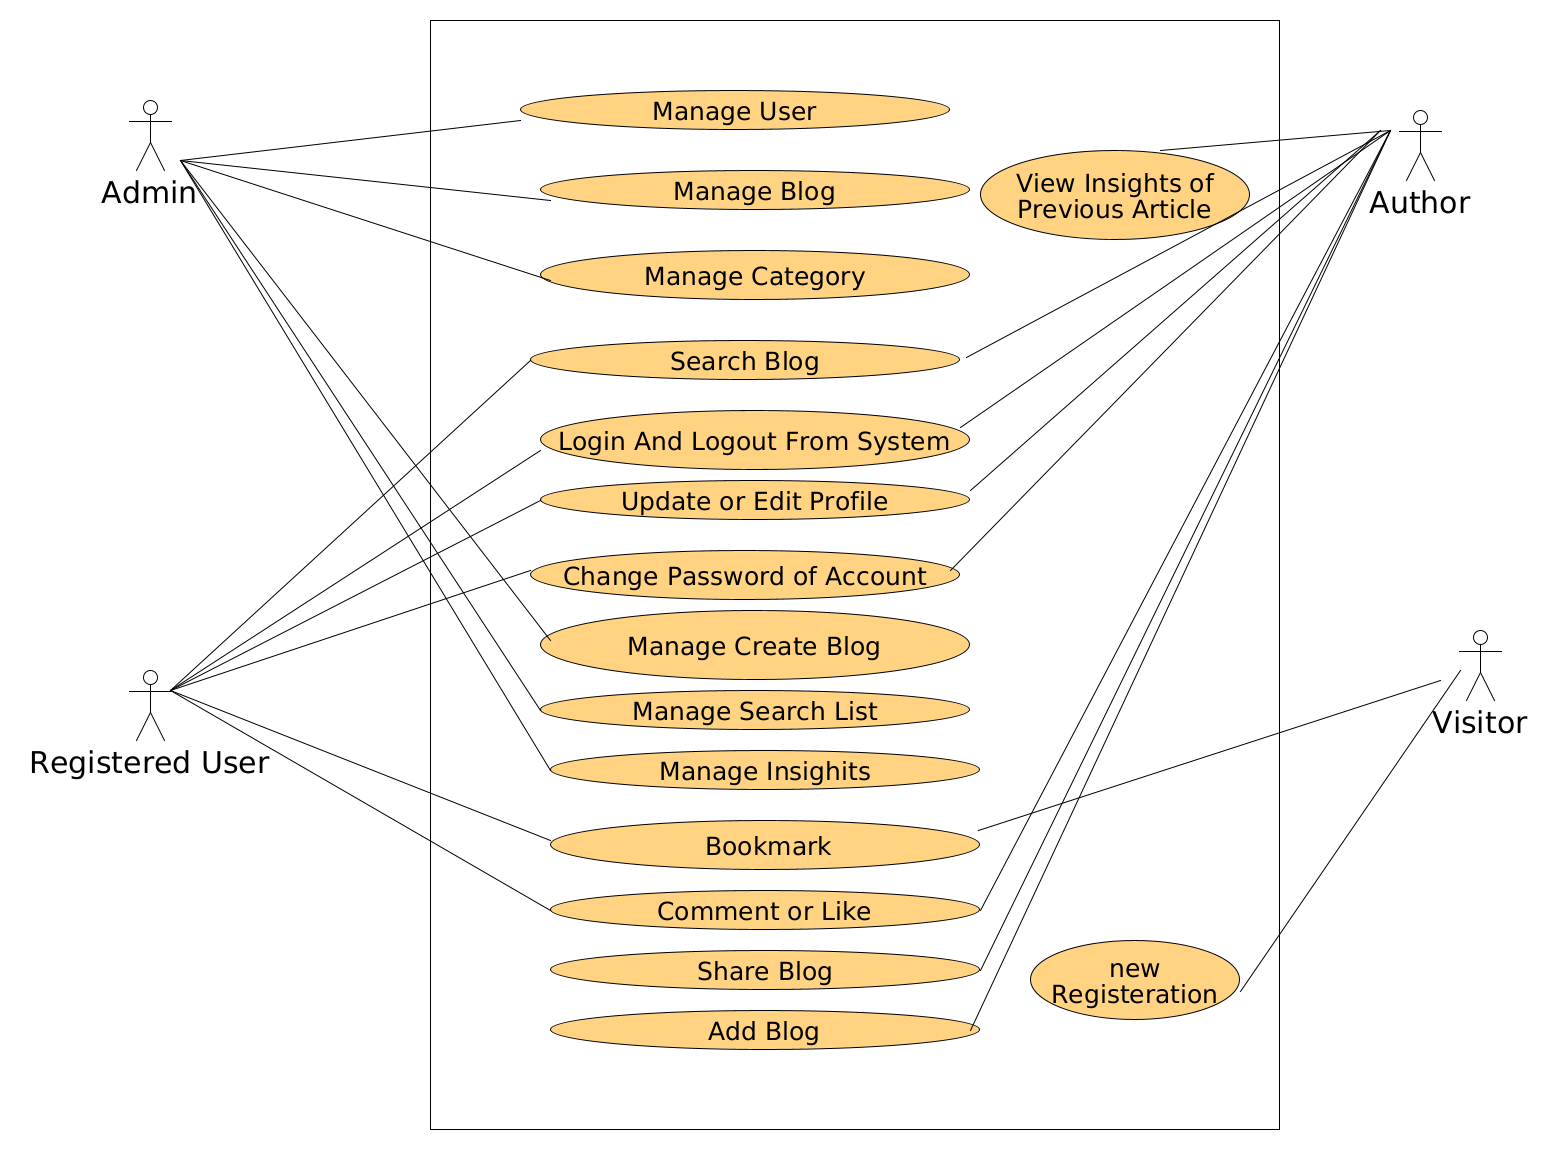 Manage User
Admin
Manage Blog
View Insights of
Previous Article
Author
Manage Category
Search Blog
Login And Logout From System
Update or Edit Profile
Change Password of Account
Manage Create Blog
Manage Search List
Visitor
Registered User
Manage Insighits
Bookmark
Comment or Like
Share Blog
new
Registeration
Add Blog